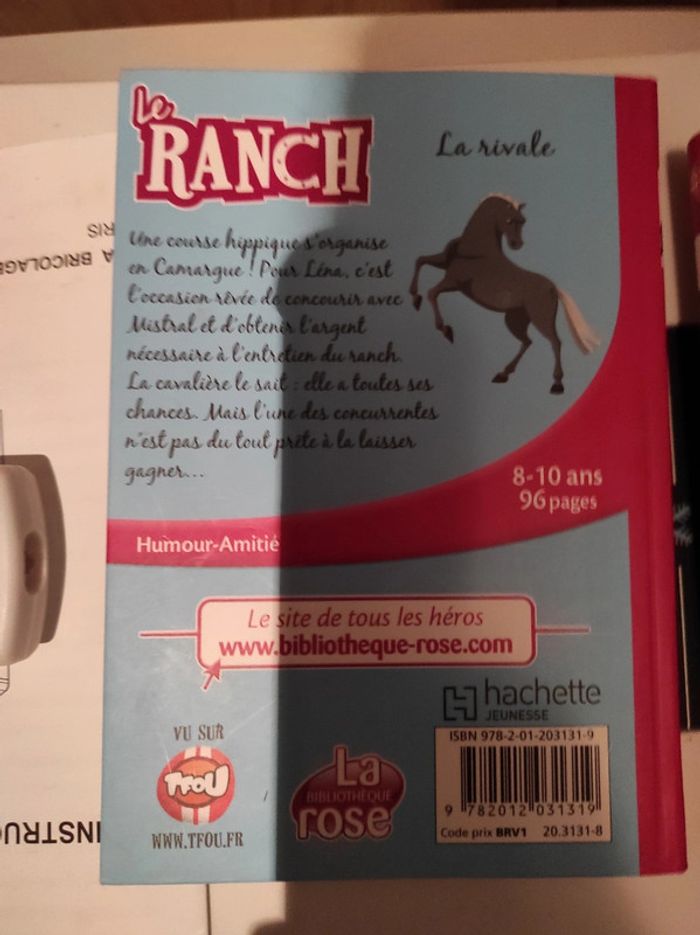 Le
RANCH
La rivale
Une course hippique s'organise
en Camargue ! Pour Léna, c'est
l'occasion rêvée de concourir avec
Mistral et d'obtenir l'argent
nécessaire à l'entretien du ranch.
La cavalière le sait : elle a toutes ses
chances. Mais l'une des concurrentes
n'est pas du tout prête à la laisser
gagner...
8-10 ans
96 pages
Humour-Amitié
Le site de tous les héros
www.bibliotheque-rose.com
hachette
JEUNESSE
VU SUR
TFOU
WWW.TFOU.FR
La
BIBLIOTHÈQUE
rose
ISBN 978-2-01-203131-9
9 782012 031319
Code prix BRV1 20.3131-8
RIS
A BRICOLAGE
INSTRUC